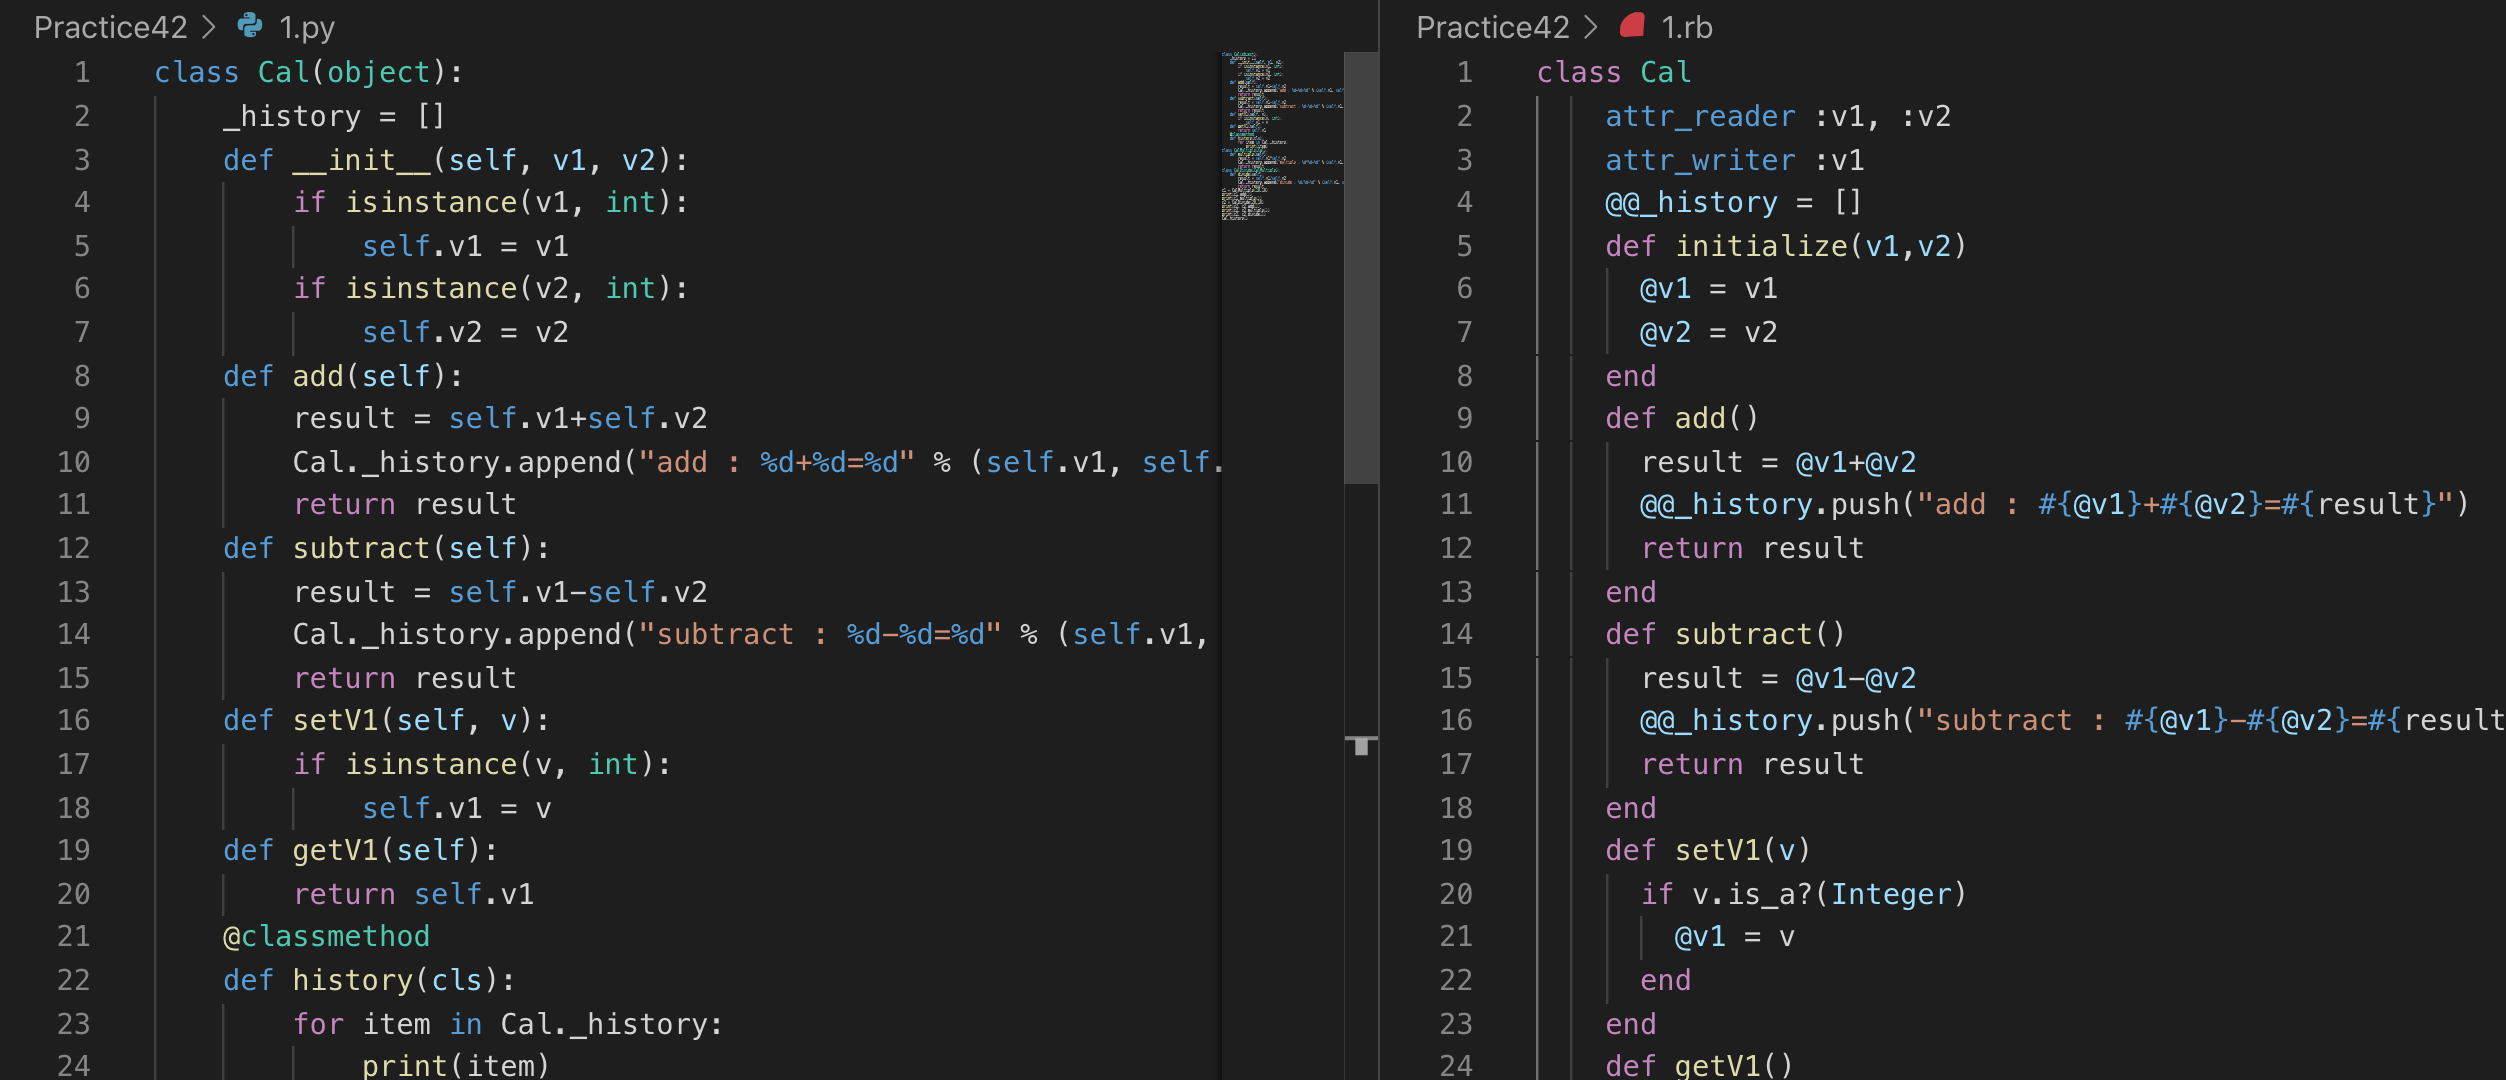 Practice42 > 1.py
1 class Cal(object):
2     _history = []
3     def __init__(self, v1, v2):
4         if isinstance(v1, int):
5             self.v1 = v1
6         if isinstance(v2, int):
7             self.v2 = v2
8     def add(self):
9         result = self.v1+self.v2
10         Cal._history.append("add : %d+%d=%d" % (self.v1, self.
11         return result
12     def subtract(self):
13         result = self.v1-self.v2
14         Cal._history.append("subtract : %d-%d=%d" % (self.v1,
15         return result
16     def setV1(self, v):
17         if isinstance(v, int):
18             self.v1 = v
19     def getV1(self):
20         return self.v1
21     @classmethod
22     def history(cls):
23         for item in Cal._history:
24             print(item)
Practice42 > 1.rb
1 class Cal
2     attr_reader :v1, :v2
3     attr_writer :v1
4     @@_history = []
5     def initialize(v1,v2)
6       @v1 = v1
7       @v2 = v2
8     end
9     def add()
10       result = @v1+@v2
11       @@_history.push("add : #{@v1}+#{@v2}=#{result}")
12       return result
13     end
14     def subtract()
15       result = @v1-@v2
16       @@_history.push("subtract : #{@v1}-#{@v2}=#{result
17       return result
18     end
19     def setV1(v)
20       if v.is_a?(Integer)
21         @v1 = v
22       end
23     end
24     def getV1()